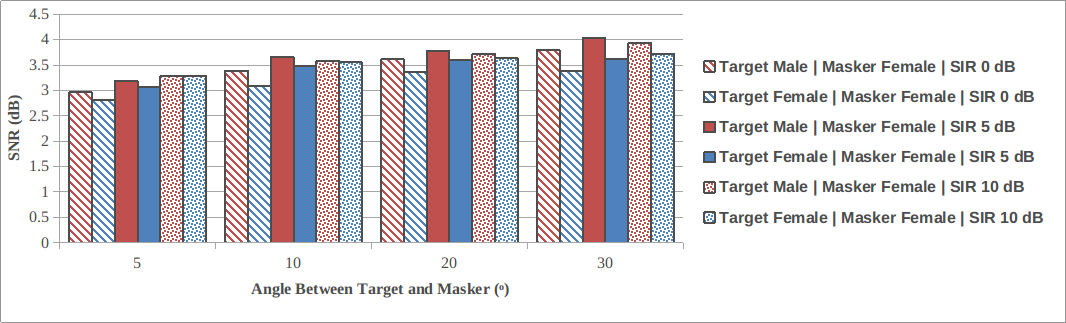 4.5
4
3.5
3
2.5
2
1.5
1
0.5
0
SNR (dB)
5 10 20 30
Angle Between Target and Masker (º)
Target Male | Masker Female | SIR 0 dB
Target Female | Masker Female | SIR 0 dB
Target Male | Masker Female | SIR 5 dB
Target Female | Masker Female | SIR 5 dB
Target Male | Masker Female | SIR 10 dB
Target Female | Masker Female | SIR 10 dB